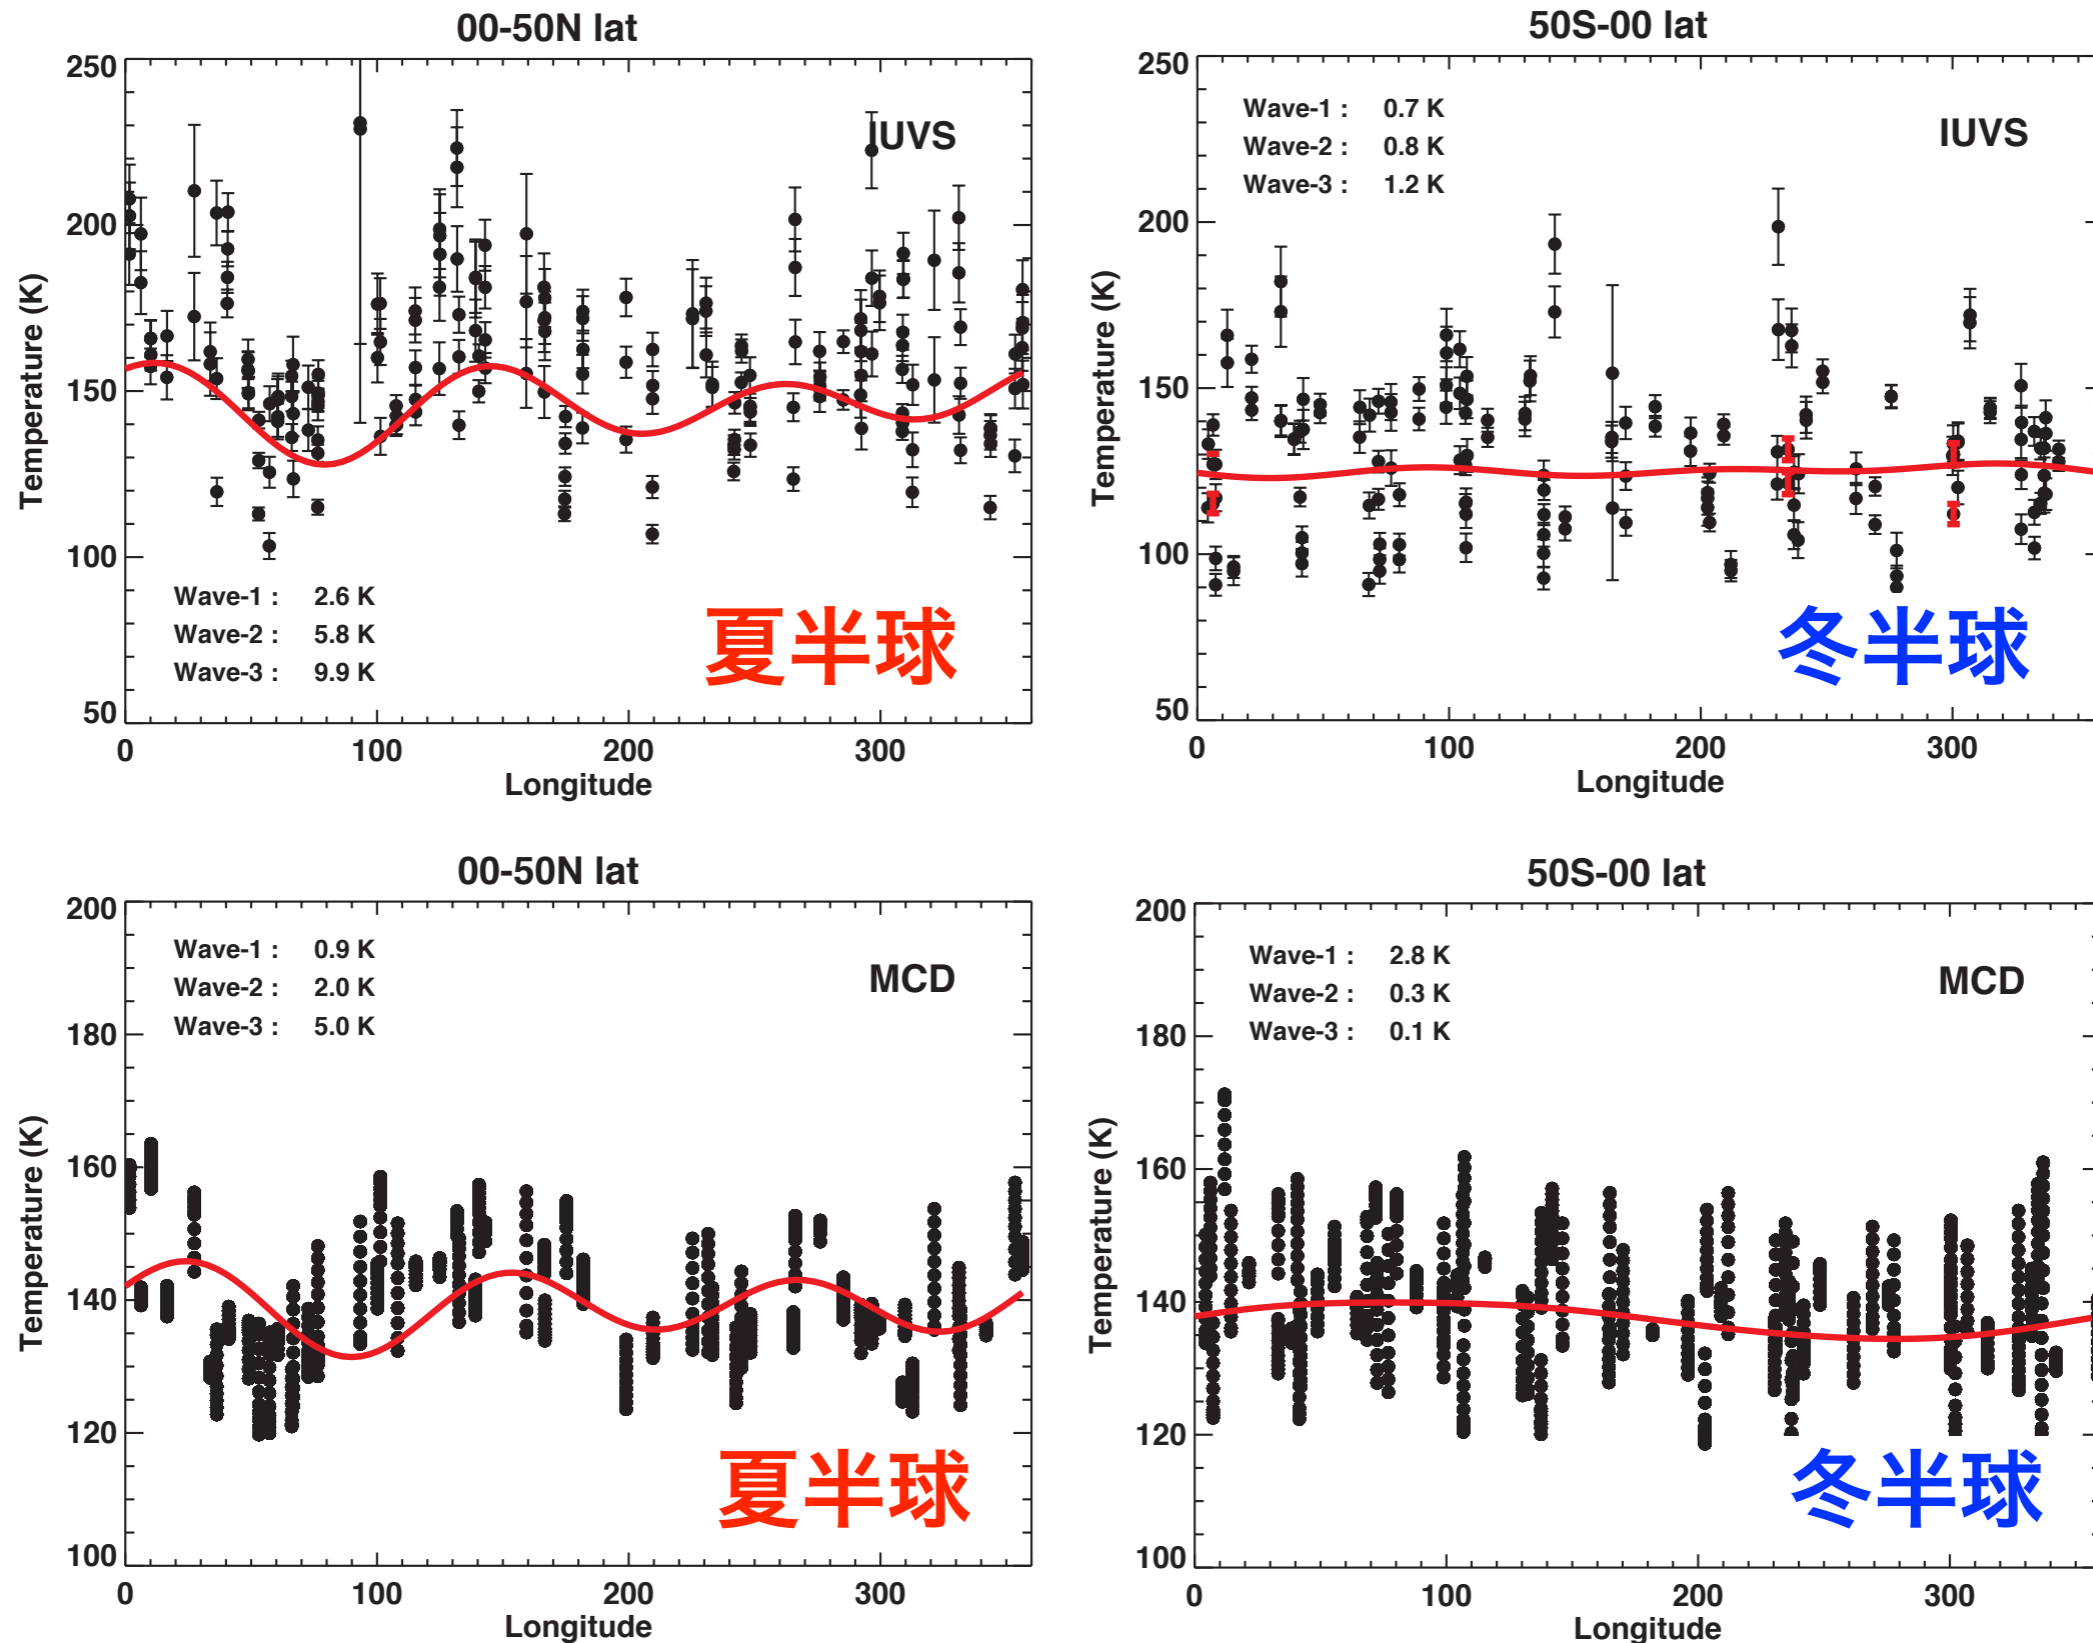 00-50N lat
250
200
150
100
50
Temperature (K)
IUVS
Wave-1 : 2.6 K
Wave-2 : 5.8 K
Wave-3 : 9.9 K
夏半球
0 100 200 300
Longitude
50S-00 lat
250
200
150
100
50
Temperature (K)
Wave-1 : 0.7 K
Wave-2 : 0.8 K
Wave-3 : 1.2 K
IUVS
冬半球
0 100 200 300
Longitude
00-50N lat
200
180
160
140
120
100
Temperature (K)
Wave-1 : 0.9 K
Wave-2 : 2.0 K
Wave-3 : 5.0 K
MCD
夏半球
0 100 200 300
Longitude
50S-00 lat
200
180
160
140
120
100
Temperature (K)
Wave-1 : 2.8 K
Wave-2 : 0.3 K
Wave-3 : 0.1 K
MCD
冬半球
0 100 200 300
Longitude